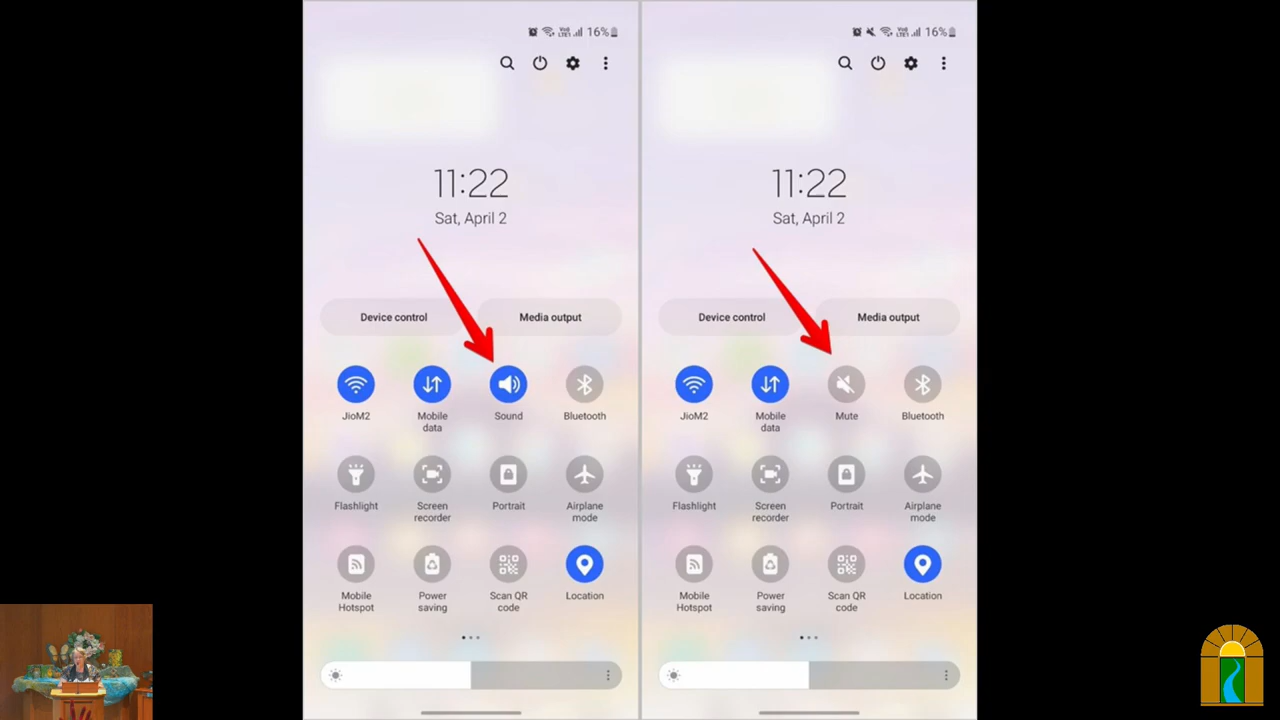 16%
11:22
Sat, April 2
Device control Media output
JioM2 Mobile data Sound Bluetooth
Flashlight Screen recorder Portrait Airplane mode
Mobile Hotspot Power saving Scan QR code Location
16%
11:22
Sat, April 2
Device control Media output
JioM2 Mobile data Mute Bluetooth
Flashlight Screen recorder Portrait Airplane mode
Mobile Hotspot Power saving Scan QR code Location